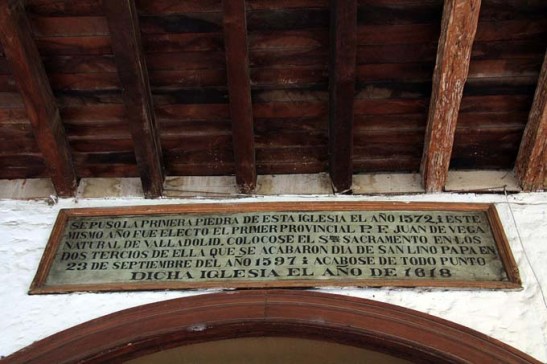 SE PUSO LA PRIMERA PIEDRA DE ESTA IGLESIA EL AÑO 1572 I ESTE
MISMO AÑO FUE ELECTO EL PRIMER PROVINCIAL P. F. JUAN DE VEGA
NATURAL DE VALLADOLID. COLOCOSE EL Sto SACRAMENTO EN LOS
DOS TERCIOS DE ELLA QUE SE ACABARON DIA DE SAN LINO PAPA EN
23 DE SEPTIEMBRE DEL AÑO 1597 I ACABOSE DE TODO PUNTO
DICHA IGLESIA EL AÑO DE 1618